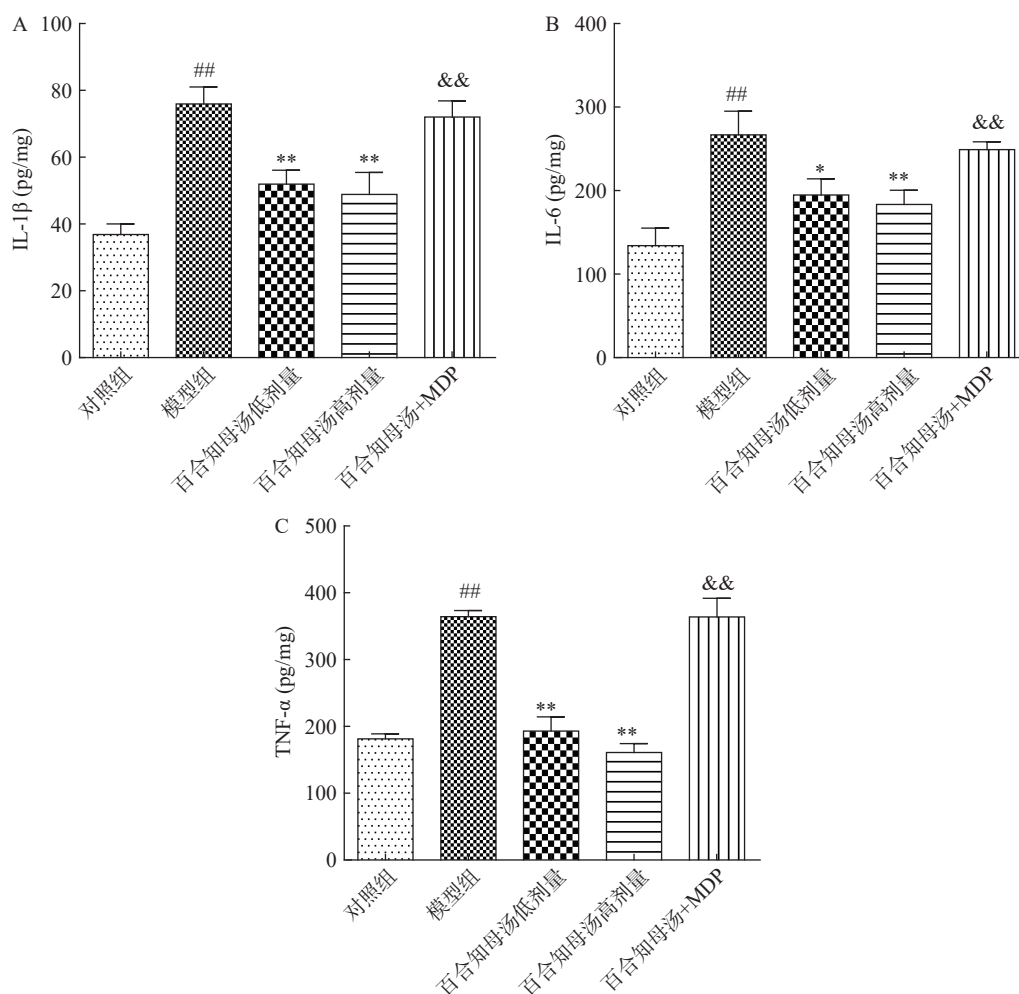 A
100
80
60
40
20
0
IL-1β (pg/mg)
##
**
**
&&
对照组
模型组
百合知母汤低剂量
百合知母汤高剂量
百合知母汤+MDP
B
400
300
200
100
0
IL-6 (pg/mg)
##
*
**
&&
对照组
模型组
百合知母汤低剂量
百合知母汤高剂量
百合知母汤+MDP
C
500
400
300
200
100
0
TNF-α (pg/mg)
##
**
**
&&
对照组
模型组
百合知母汤低剂量
百合知母汤高剂量
百合知母汤+MDP